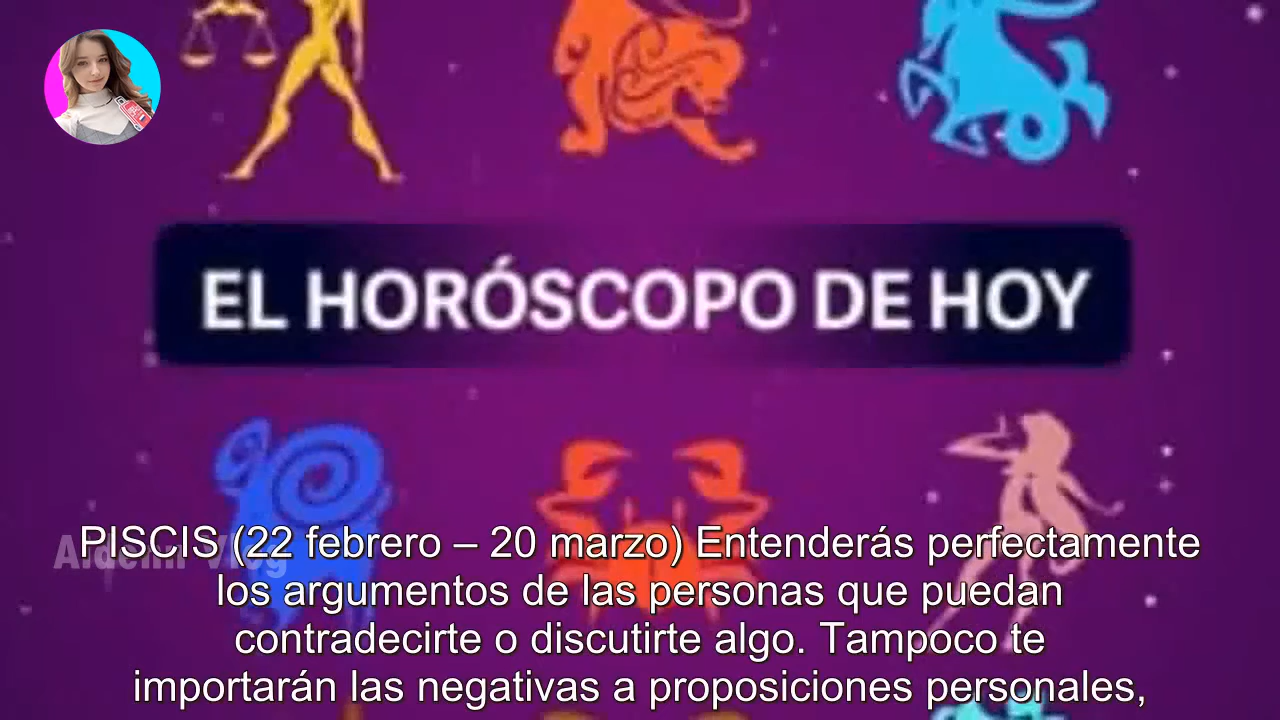 EL HORÓSCOPO DE HOY
PISCIS (22 febrero – 20 marzo) Entenderás perfectamente
los argumentos de las personas que puedan
contradecirte o discutirte algo. Tampoco te
importarán las negativas a proposiciones personales,